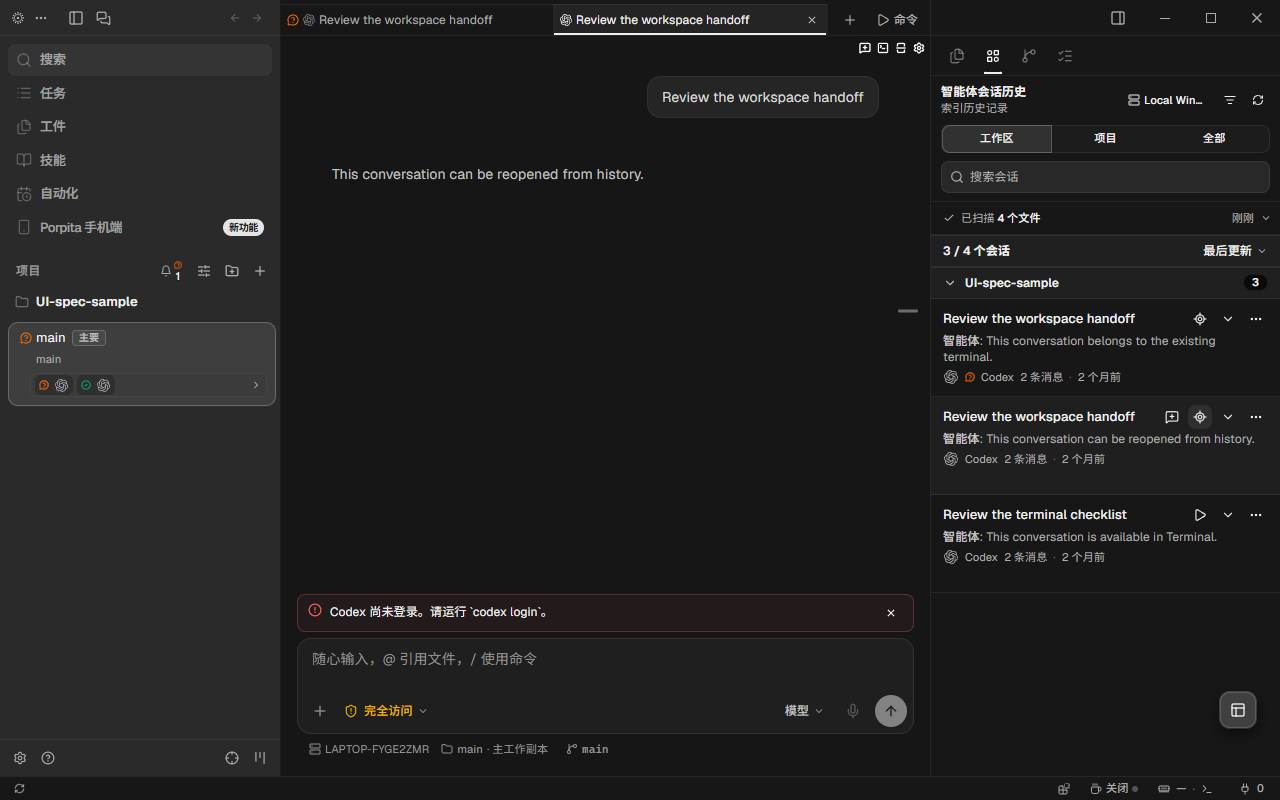 搜索
任务
工件
技能
自动化
Porpita 手机端
新功能
项目
1
UI-spec-sample
main
主要
main
Review the workspace handoff
Review the workspace handoff
命令
Review the workspace handoff
This conversation can be reopened from history.
Codex 尚未登录。请运行 `codex login`。
随心输入，@ 引用文件，/ 使用命令
完全访问
模型
LAPTOP-FYGE2ZMR
main · 主工作副本
main
智能体会话历史
索引历史记录
Local Win...
工作区
项目
全部
搜索会话
已扫描 4 个文件
刚刚
3 / 4 个会话
最后更新
UI-spec-sample
3
Review the workspace handoff
智能体: This conversation belongs to the existing
terminal.
Codex 2 条消息 · 2 个月前
Review the workspace handoff
智能体: This conversation can be reopened from history.
Codex 2 条消息 · 2 个月前
Review the terminal checklist
智能体: This conversation is available in Terminal.
Codex 2 条消息 · 2 个月前
关闭
— ·
0